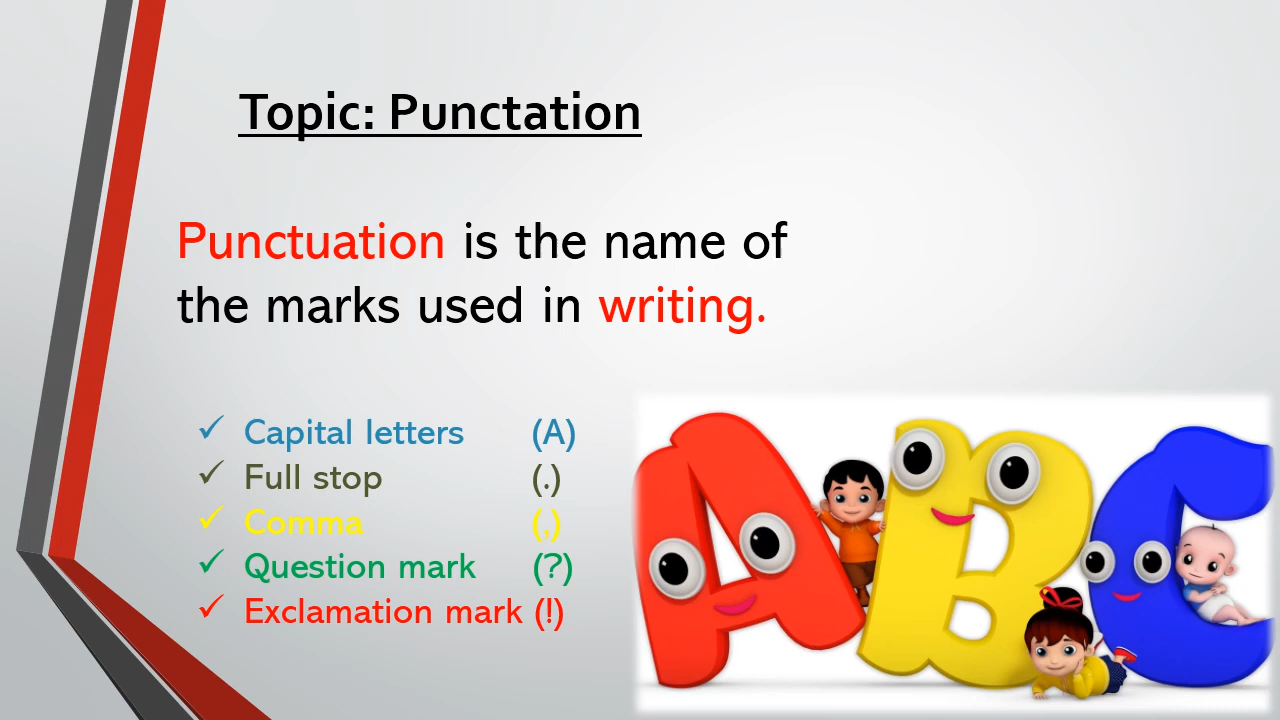 Topic: Punctation
Punctuation is the name of
the marks used in writing.
✓ Capital letters (A)
✓ Full stop (.)
✓ Comma (,)
✓ Question mark (?)
✓ Exclamation mark (!)
A B C